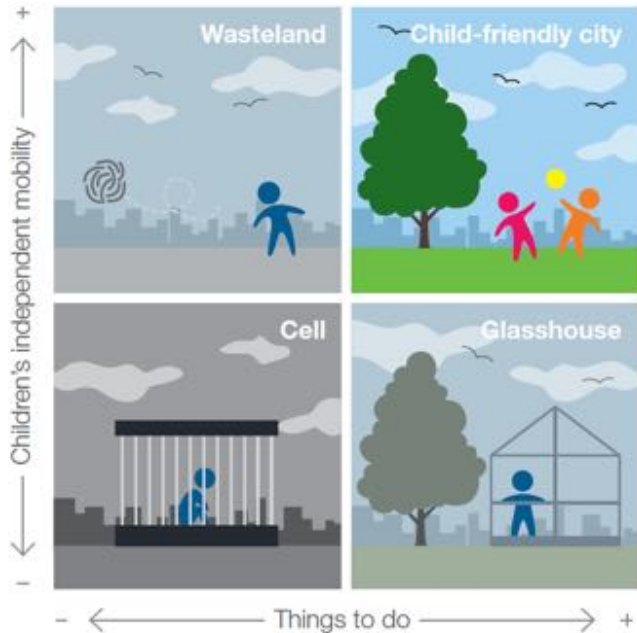 +
Wasteland
Child-friendly city
Children's independent mobility
Cell
Glasshouse
-
- Things to do +